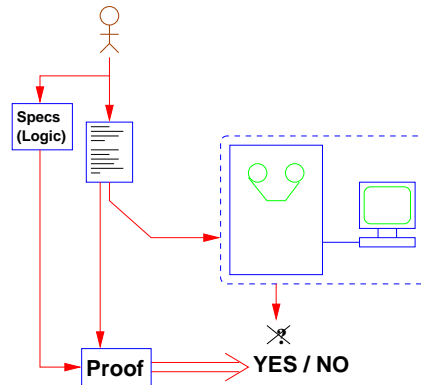 Specs
(Logic)
?
Proof
YES / NO